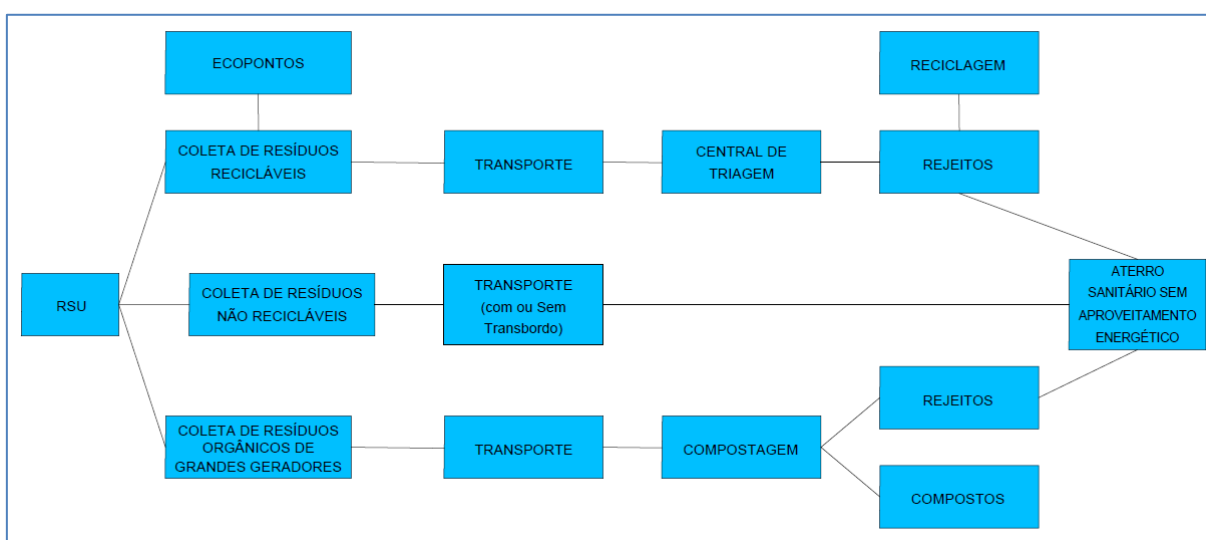 ECOPONTOS
RECICLAGEM
COLETA DE RESÍDUOS
RECICLÁVEIS
TRANSPORTE
CENTRAL DE
TRIAGEM
REJEITOS
RSU
COLETA DE RESÍDUOS
NÃO RECICLÁVEIS
TRANSPORTE
(com ou Sem
Transbordo)
ATERRO
SANITÁRIO SEM
APROVEITAMENTO
ENERGÉTICO
COLETA DE RESÍDUOS
ORGÂNICOS DE
GRANDES GERADORES
TRANSPORTE
COMPOSTAGEM
REJEITOS
COMPOSTOS